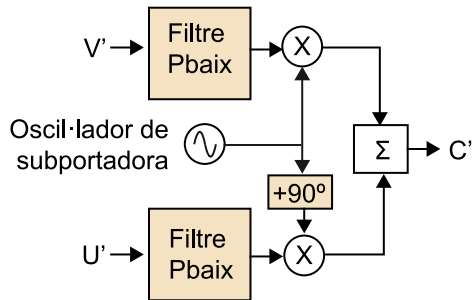 V’
Filtre
Pbaix
X
Oscil·lador de
subportadora
Σ
C’
+90º
U’
Filtre
Pbaix
X